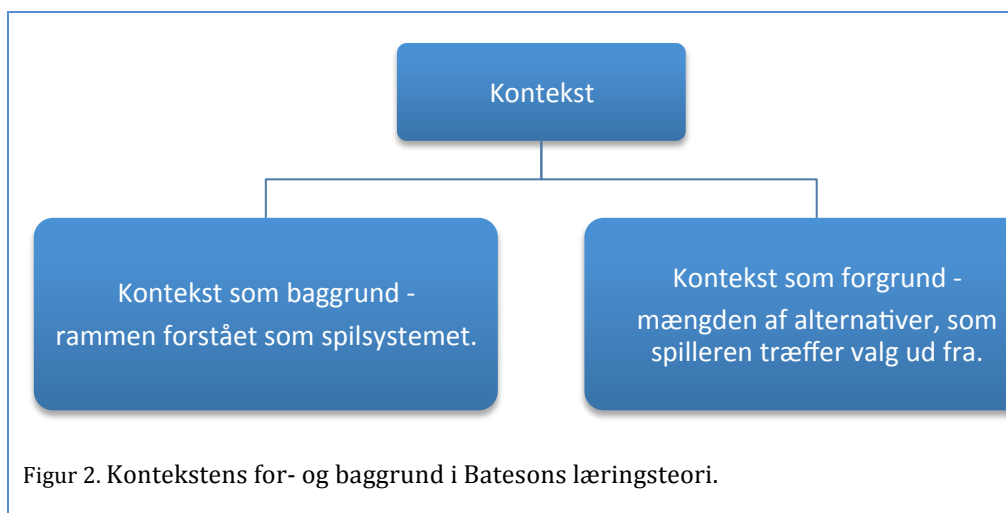 Kontekst
Kontekst som baggrund -
rammen forstået som spilsystemet.
Kontekst som forgrund -
mængden af alternativer, som
spilleren træffer valg ud fra.
Figur 2. Kontekstens for- og baggrund i Batesons læringsteori.